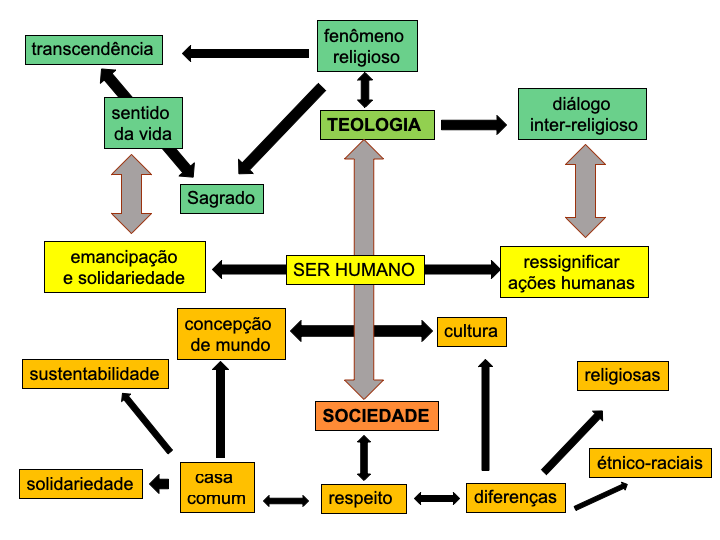 transcendência
fenômeno
religioso
sentido
da vida
TEOLOGIA
diálogo
inter-religioso
Sagrado
emancipação
e solidariedade
SER HUMANO
ressignificar
ações humanas
concepção
de mundo
cultura
sustentabilidade
religiosas
SOCIEDADE
étnico-raciais
solidariedade
casa
comum
respeito
diferenças